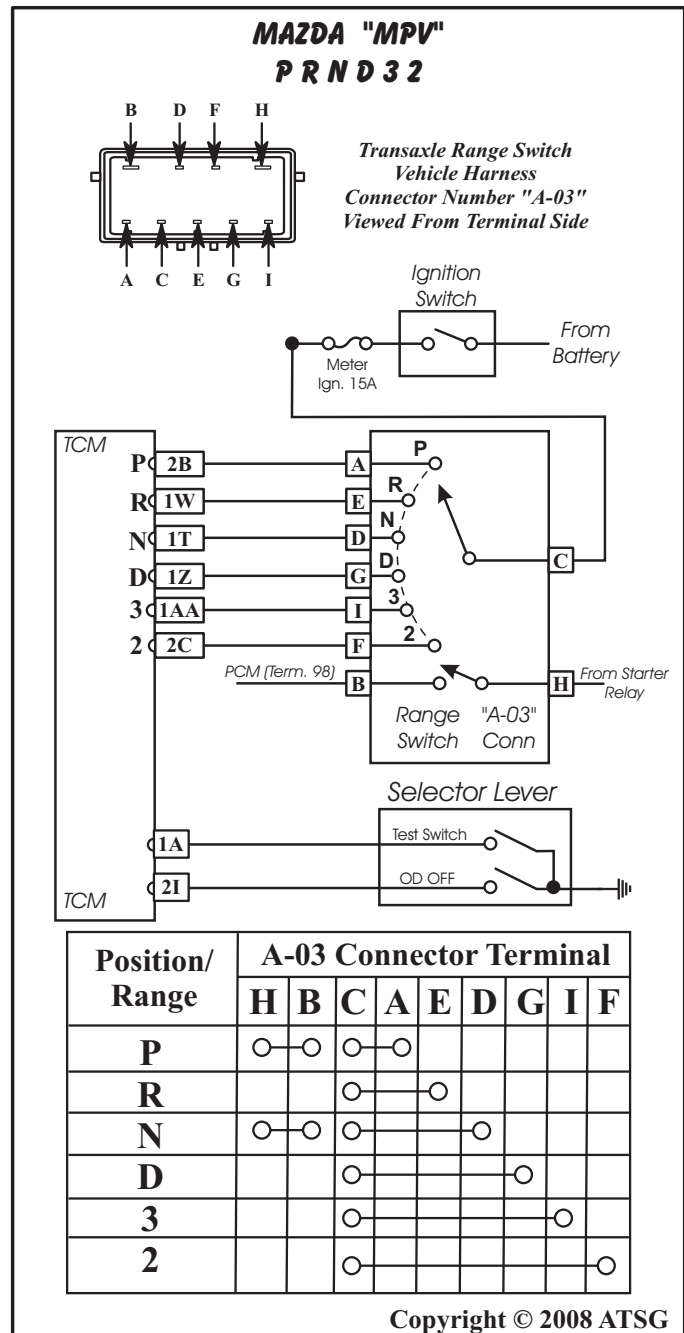 MAZDA "MPV"
P R N D 3 2
B D F H
Transaxle Range Switch
Vehicle Harness
Connector Number "A-03"
Viewed From Terminal Side
A C E G I
Ignition
Switch
From
Battery
Meter
Ign. 15A
TCM
P 2B A P
R 1W E R
N 1T D N
D 1Z G D
C
3 1AA I 3
2 2C F 2
PCM (Term. 98) B H From Starter
Relay
Range "A-03"
Switch Conn
Selector Lever
1A Test Switch
2I OD OFF
TCM
Position/
Range
A-03 Connector Terminal
H B C A E D G I F
P
R
N
D
3
2
Copyright © 2008 ATSG